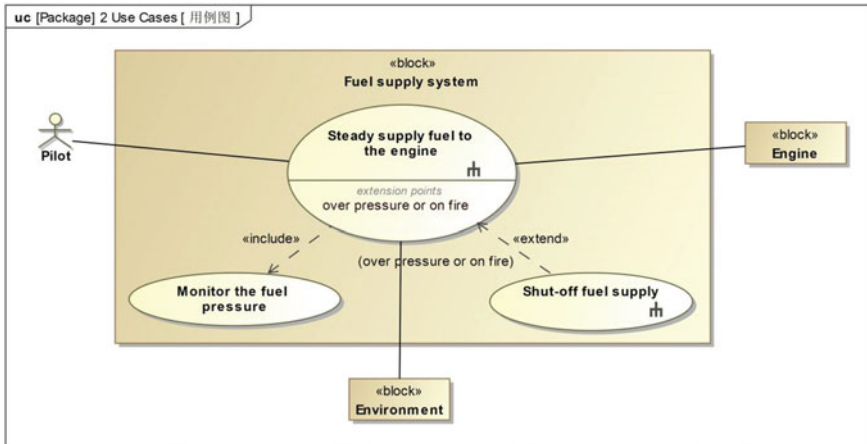 uc [Package] 2 Use Cases [ 用例图 ]
«block»
Fuel supply system
Pilot
Steady supply fuel to
the engine
extension points
over pressure or on fire
«block»
Engine
«include»
«extend»
(over pressure or on fire)
Monitor the fuel
pressure
Shut-off fuel supply
«block»
Environment